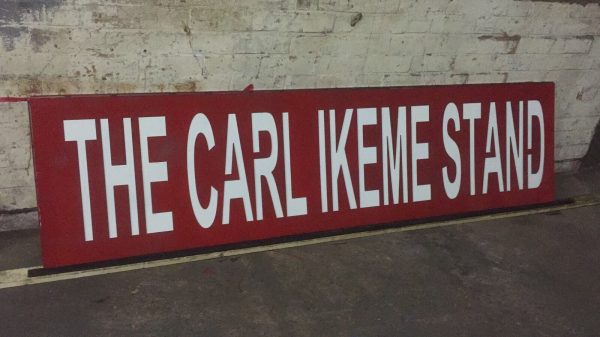 THE CARL IKEME STAND